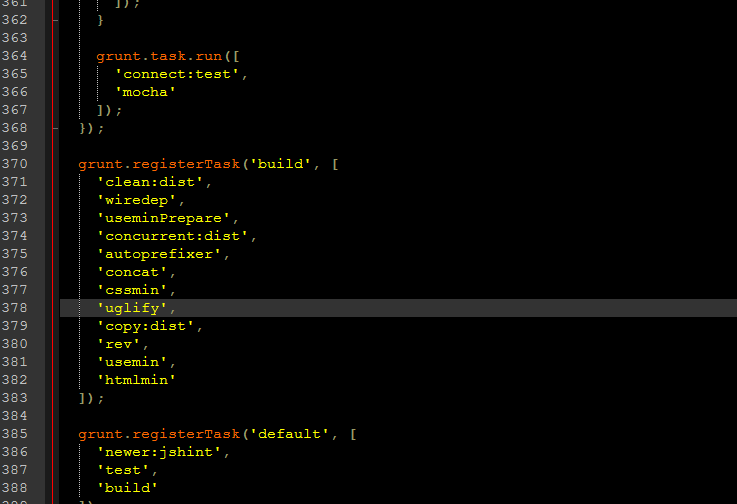 361 ]);
362 }
363
364 grunt.task.run([
365 'connect:test',
366 'mocha'
367 ]);
368 });
369
370 grunt.registerTask('build', [
371 'clean:dist',
372 'wiredep',
373 'useminPrepare',
374 'concurrent:dist',
375 'autoprefixer',
376 'concat',
377 'cssmin',
378 'uglify',
379 'copy:dist',
380 'rev',
381 'usemin',
382 'htmlmin'
383 ]);
384
385 grunt.registerTask('default', [
386 'newer:jshint',
387 'test',
388 'build'